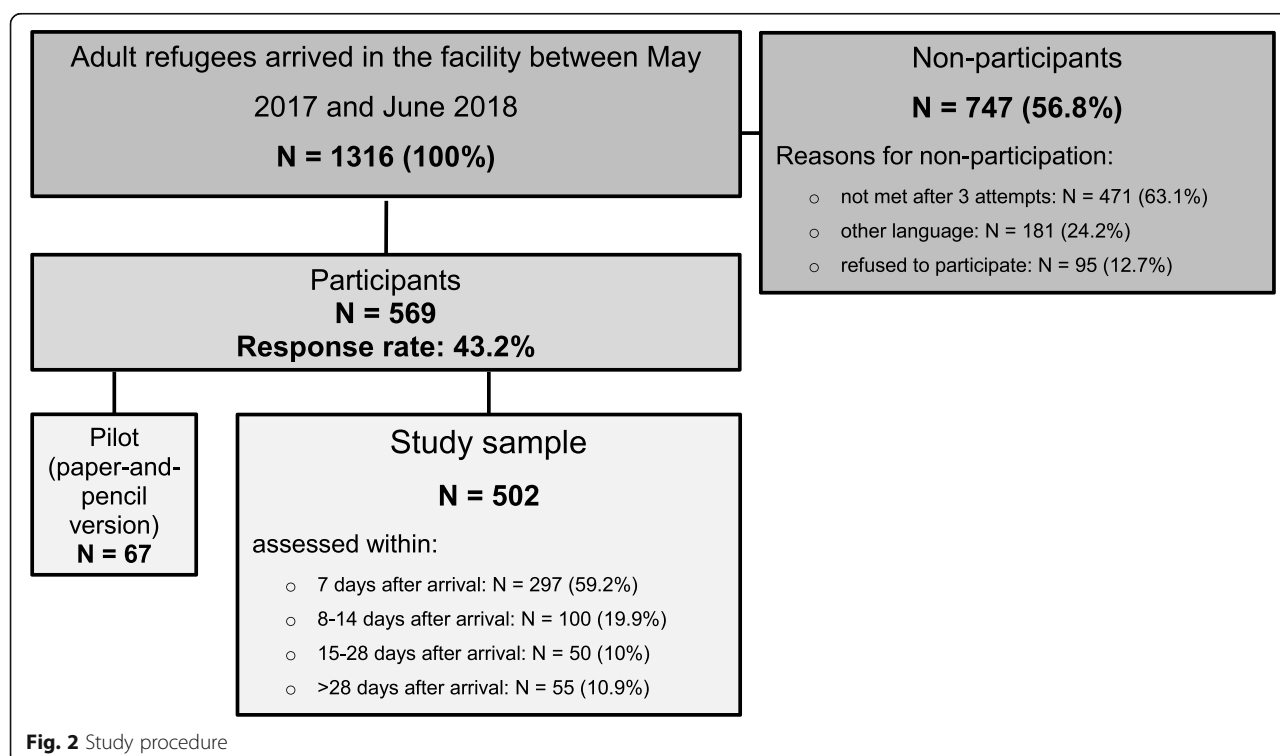 Adult refugees arrived in the facility between May
2017 and June 2018
N = 1316 (100%)
Non-participants
N = 747 (56.8%)
Reasons for non-participation:
○ not met after 3 attempts: N = 471 (63.1%)
○ other language: N = 181 (24.2%)
○ refused to participate: N = 95 (12.7%)
Participants
N = 569
Response rate: 43.2%
Pilot
(paper-and-
pencil
version)
N = 67
Study sample
N = 502
assessed within:
○ 7 days after arrival: N = 297 (59.2%)
○ 8-14 days after arrival: N = 100 (19.9%)
○ 15-28 days after arrival: N = 50 (10%)
○ >28 days after arrival: N = 55 (10.9%)
Fig. 2 Study procedure